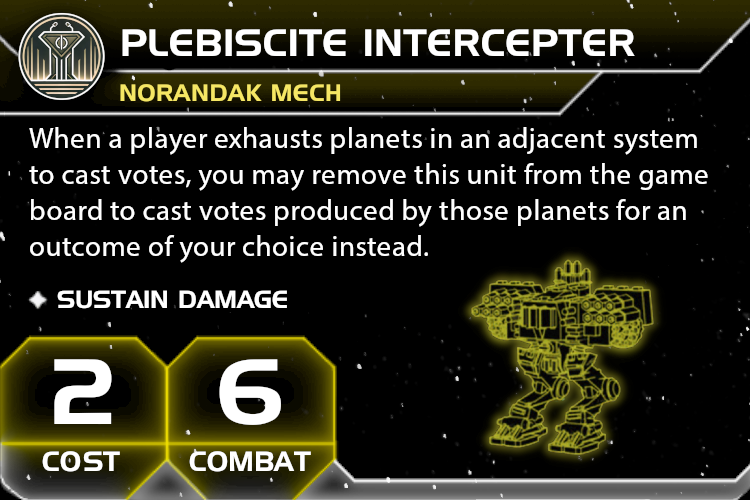 PLEBISCITE INTERCEPTER
NORANDAK MECH
When a player exhausts planets in an adjacent system
to cast votes, you may remove this unit from the game
board to cast votes produced by those planets for an
outcome of your choice instead.
SUSTAIN DAMAGE
2 6
COST COMBAT